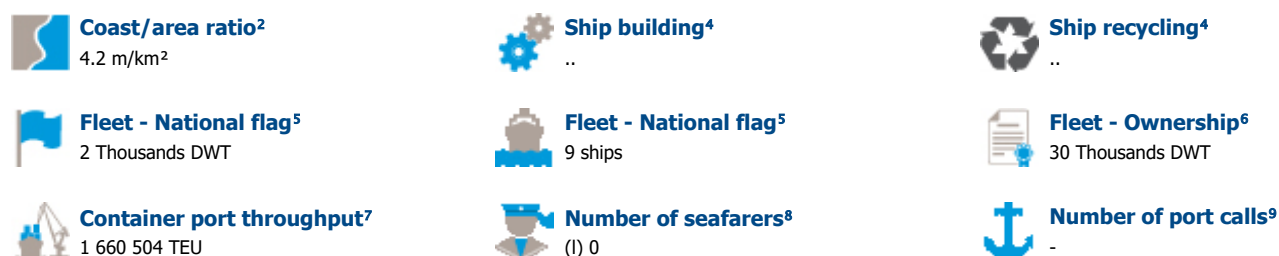 Coast/area ratio²
4.2 m/km²
Ship building⁴
..
Ship recycling⁴
..
Fleet - National flag⁵
2 Thousands DWT
Fleet - National flag⁵
9 ships
Fleet - Ownership⁶
30 Thousands DWT
Container port throughput⁷
1 660 504 TEU
Number of seafarers⁸
(I) 0
Number of port calls⁹
-